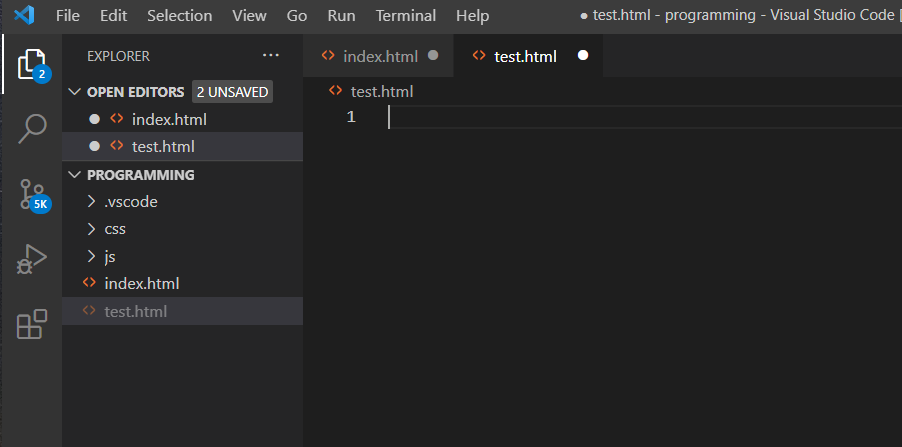 File Edit Selection View Go Run Terminal Help ● test.html - programming - Visual Studio Code
EXPLORER ···
index.html
test.html
2
OPEN EDITORS 2 UNSAVED
index.html
test.html
test.html
1
PROGRAMMING
.vscode
5K
css
js
index.html
test.html